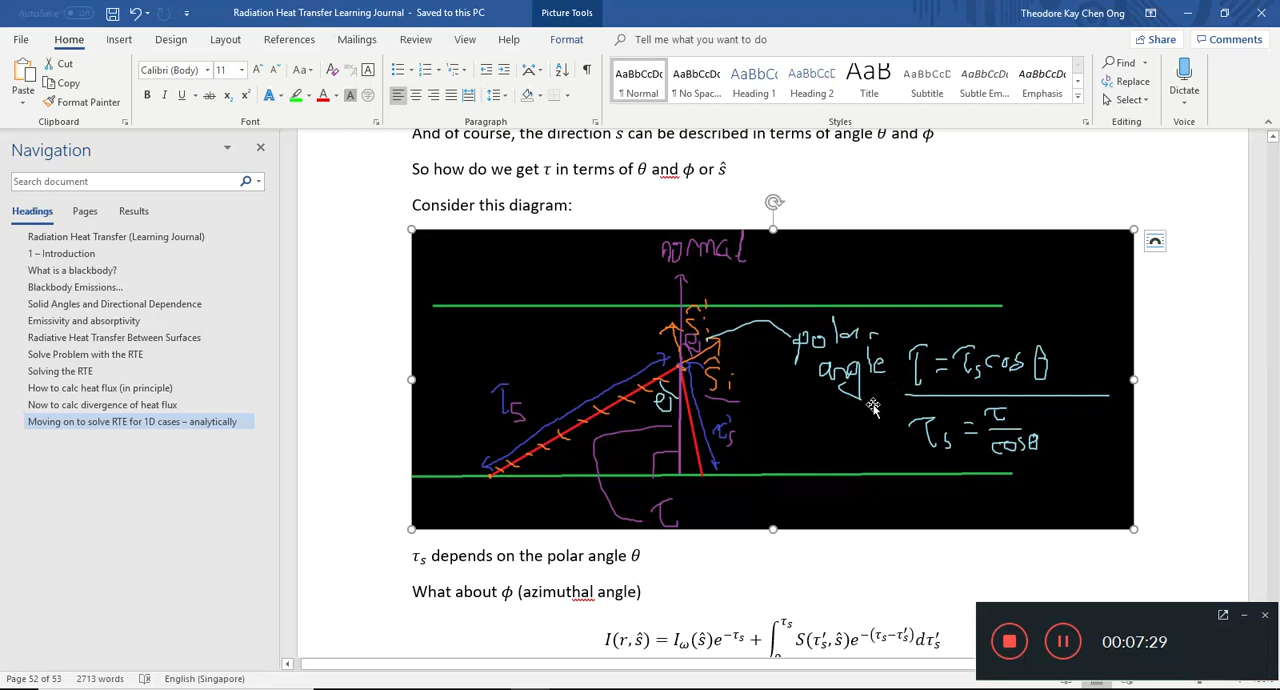 AutoSave Off Radiation Heat Transfer Learning Journal - Saved to this PC Picture Tools Theodore Kay Chen Ong
File Home Insert Design Layout References Mailings Review View Help Format Tell me what you want to do Share Comments
Paste Cut Copy Format Painter
Calibri (Body) 11
AaBbCcDc AaBbCcDc AaBbCc AaBbCcD AaB AaBbCcD AaBbCcDc AaBbCcDc
¶ Normal ¶ No Spac... Heading 1 Heading 2 Title Subtitle Subtle Em... Emphasis
Find Replace Select Dictate
Clipboard Font Paragraph Styles Editing Voice
Navigation
Search document
Headings Pages Results
Radiation Heat Transfer (Learning Journal)
1 – Introduction
What is a blackbody?
Blackbody Emissions...
Solid Angles and Directional Dependence
Emissivity and absorptivity
Radiative Heat Transfer Between Surfaces
Solve Problem with the RTE
Solving the RTE
How to calc heat flux (in principle)
Now to calc divergence of heat flux
Moving on to solve RTE for 1D cases – analytically
And of course, the direction ŝ can be described in terms of angle θ and ϕ
So how do we get τ in terms of θ and ϕ or ŝ
Consider this diagram:
normal
polar
angle
τ = τs cos θ
τs = τ / cosθ
ŝi
τs
θ
τs'
τ
τs depends on the polar angle θ
What about ϕ (azimuthal angle)
I(r, ŝ) = Iω(ŝ)e^−τs + ∫ τs S(τs′, ŝ)e^−(τs−τs′)dτs′
00:07:29
Page 52 of 53 2713 words English (Singapore)